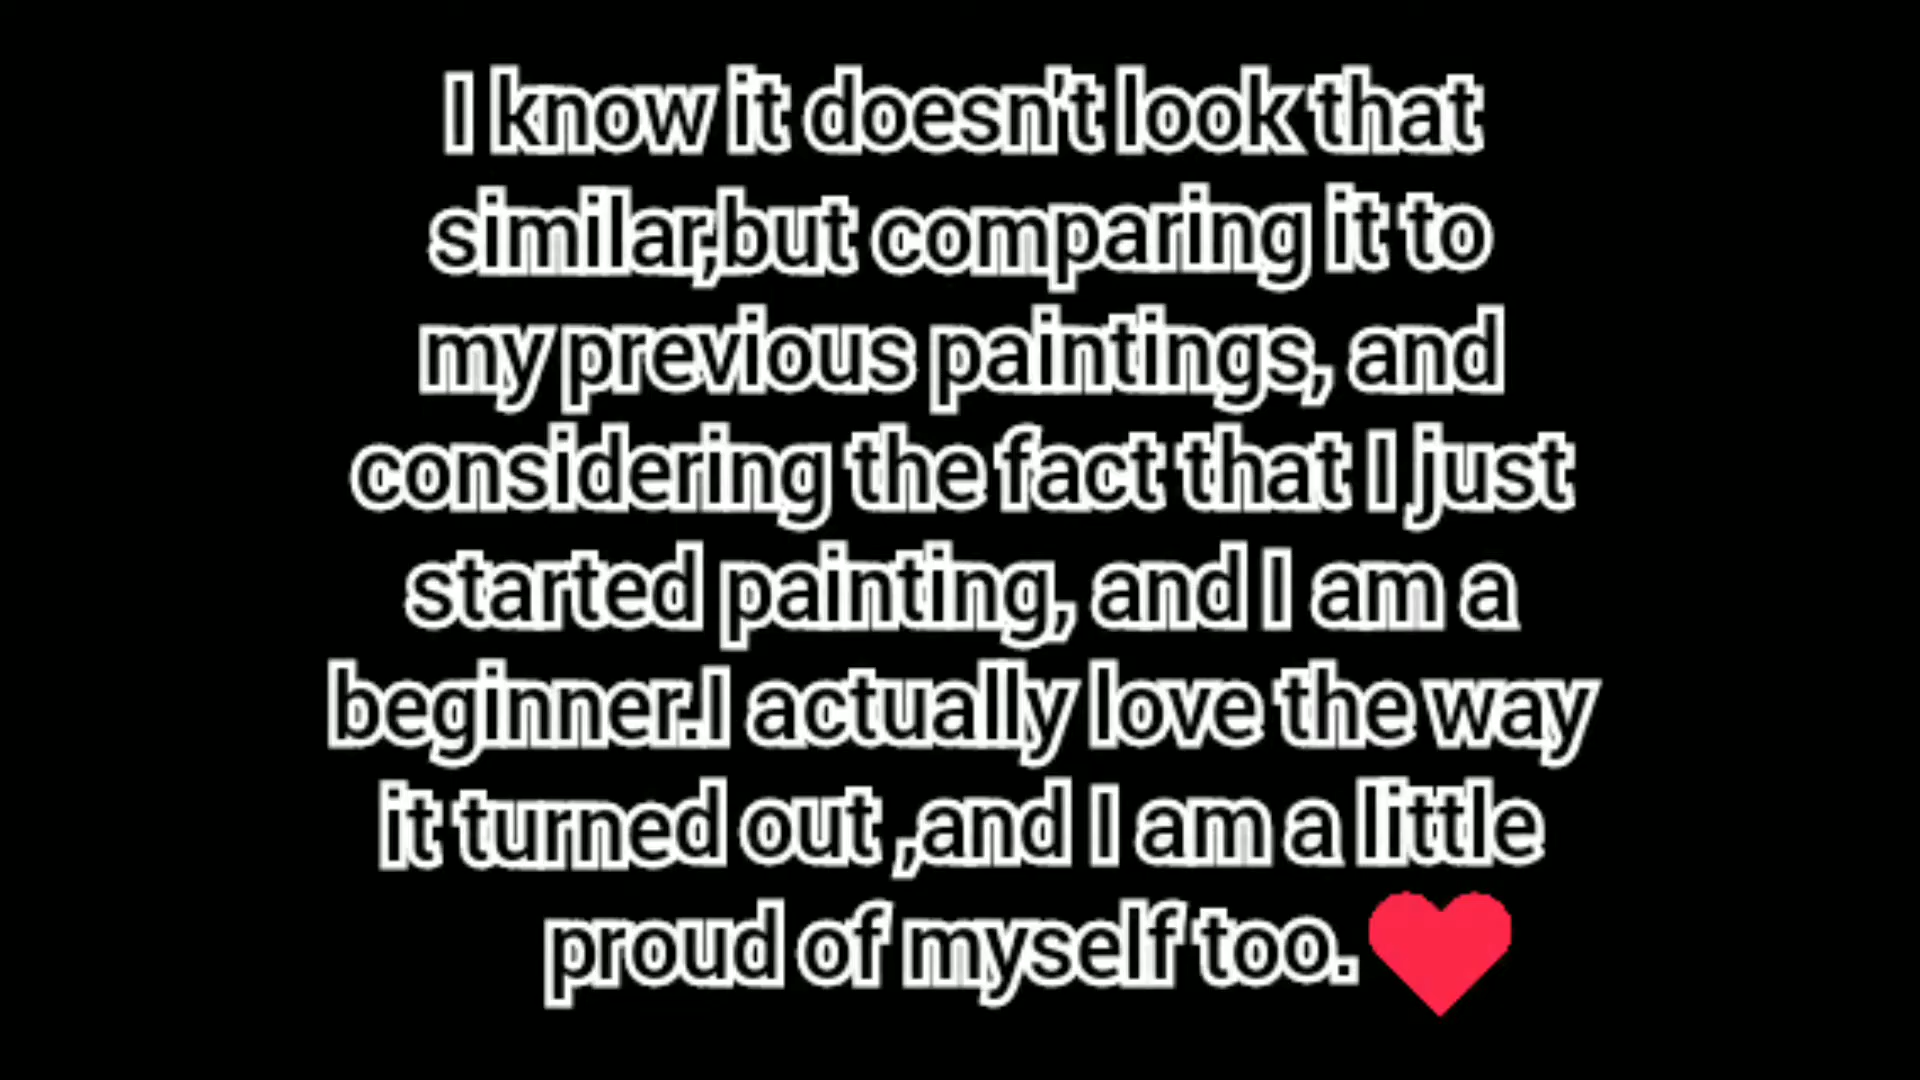 I know it doesn't look that
similar,but comparing it to
my previous paintings, and
considering the fact that I just
started painting, and I am a
beginner.I actually love the way
it turned out ,and I am a little
proud of myself too.❤